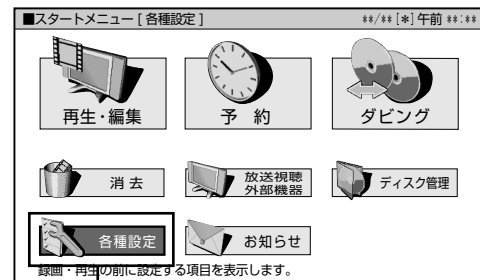 ■スタートメニュー [ 各種設定 ] **/** [*] 午前 **:**
再生・編集 予 約 ダビング
消 去 放送視聴 ディスク管理
外部機器
各種設定 お知らせ
録画・再生の前に設定する項目を表示します。